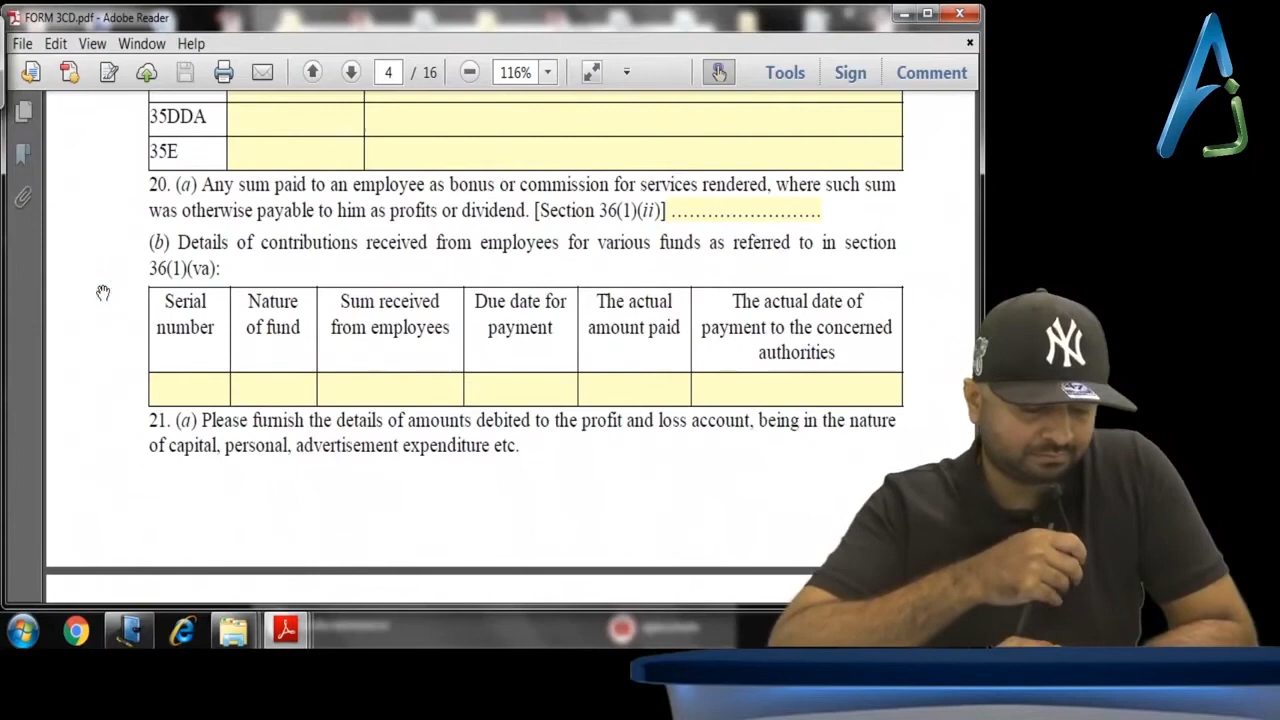 FORM 3CD.pdf - Adobe Reader
File Edit View Window Help
4 / 16 116% Tools Sign Comment
35DDA
35E
20. (a) Any sum paid to an employee as bonus or commission for services rendered, where such sum
was otherwise payable to him as profits or dividend. [Section 36(1)(ii)] ............................
(b) Details of contributions received from employees for various funds as referred to in section
36(1)(va):
Serial Nature Sum received Due date for The actual The actual date of
number of fund from employees payment amount paid payment to the concerned
authorities
21. (a) Please furnish the details of amounts debited to the profit and loss account, being in the nature
of capital, personal, advertisement expenditure etc.
NY
47
AJ